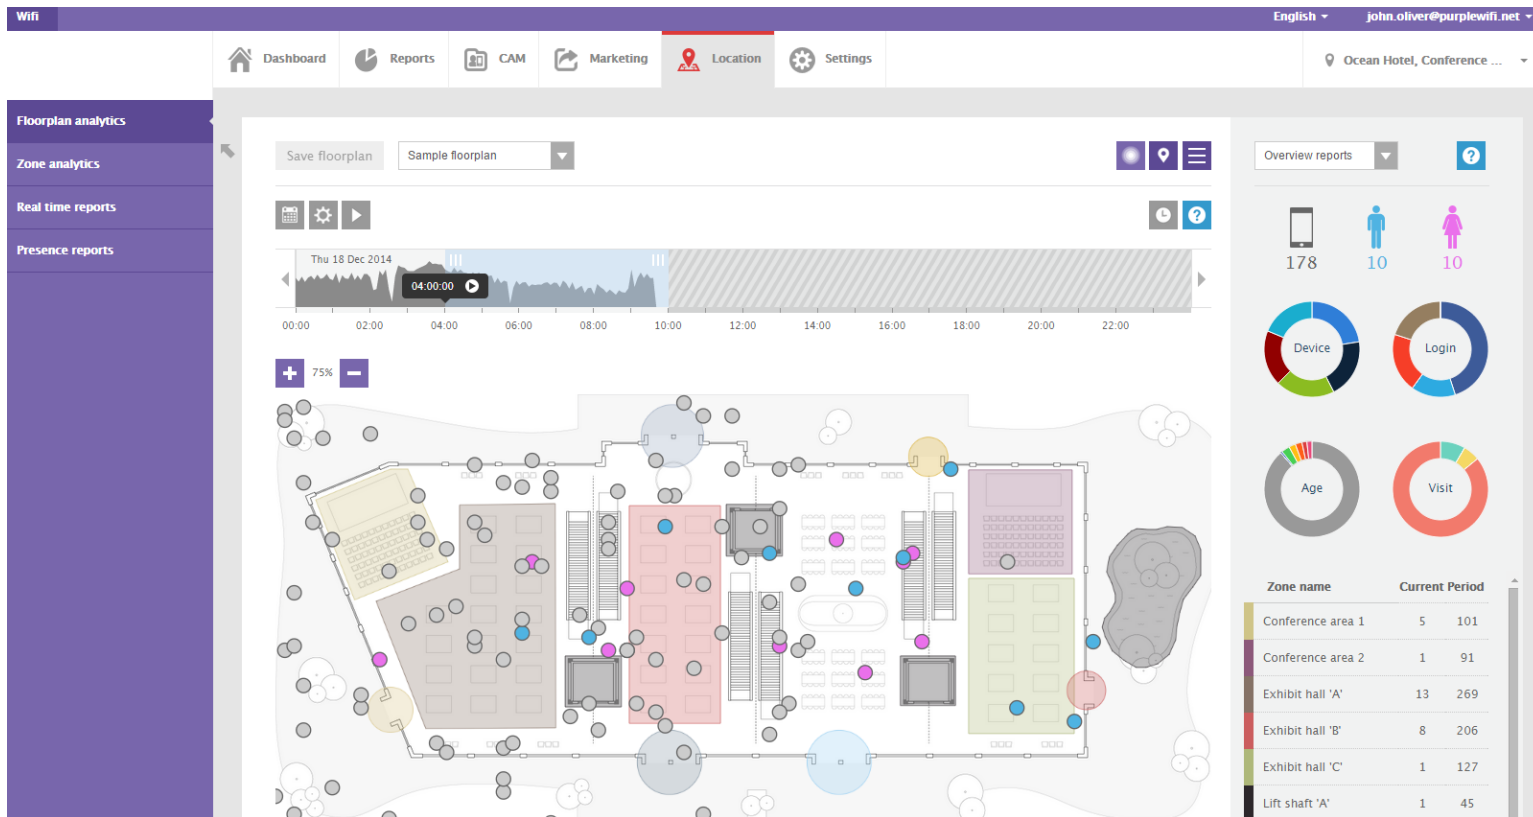 Wifi
English
john.oliver@purplewifi.net
Dashboard
Reports
CAM
Marketing
Location
Settings
Ocean Hotel, Conference ...
Floorplan analytics
Zone analytics
Real time reports
Presence reports
Save floorplan
Sample floorplan
Overview reports
?
?
178
10
10
Thu 18 Dec 2014
04:00:00
00:00 02:00 04:00 06:00 08:00 10:00 12:00 14:00 16:00 18:00 20:00 22:00
75%
Device
Login
Age
Visit
Zone name Current Period
Conference area 1 5 101
Conference area 2 1 91
Exhibit hall 'A' 13 269
Exhibit hall 'B' 8 206
Exhibit hall 'C' 1 127
Lift shaft 'A' 1 45